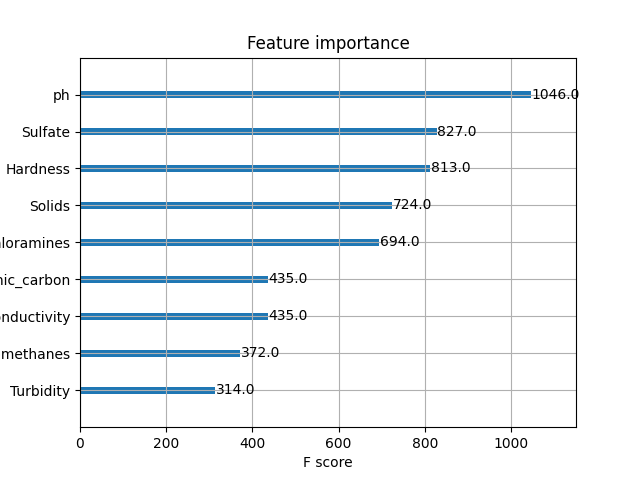 Feature importance
ph 1046.0
Sulfate 827.0
Hardness 813.0
Solids 724.0
loramines 694.0
nic_carbon 435.0
nductivity 435.0
methanes 372.0
Turbidity 314.0
0 200 400 600 800 1000
F score